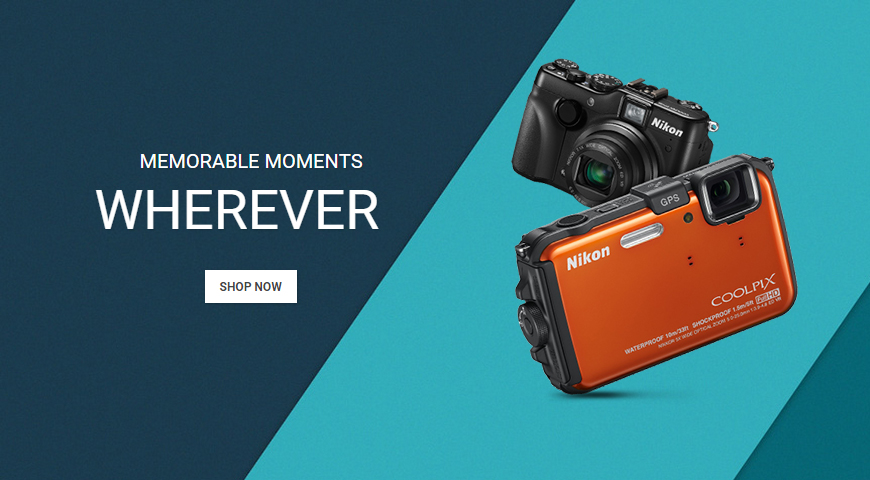 MEMORABLE MOMENTS
WHEREVER
SHOP NOW
Nikon
GPS
Nikon
COOLPIX
WATERPROOF 10m/33ft SHOCKPROOF 1.5m/5ft